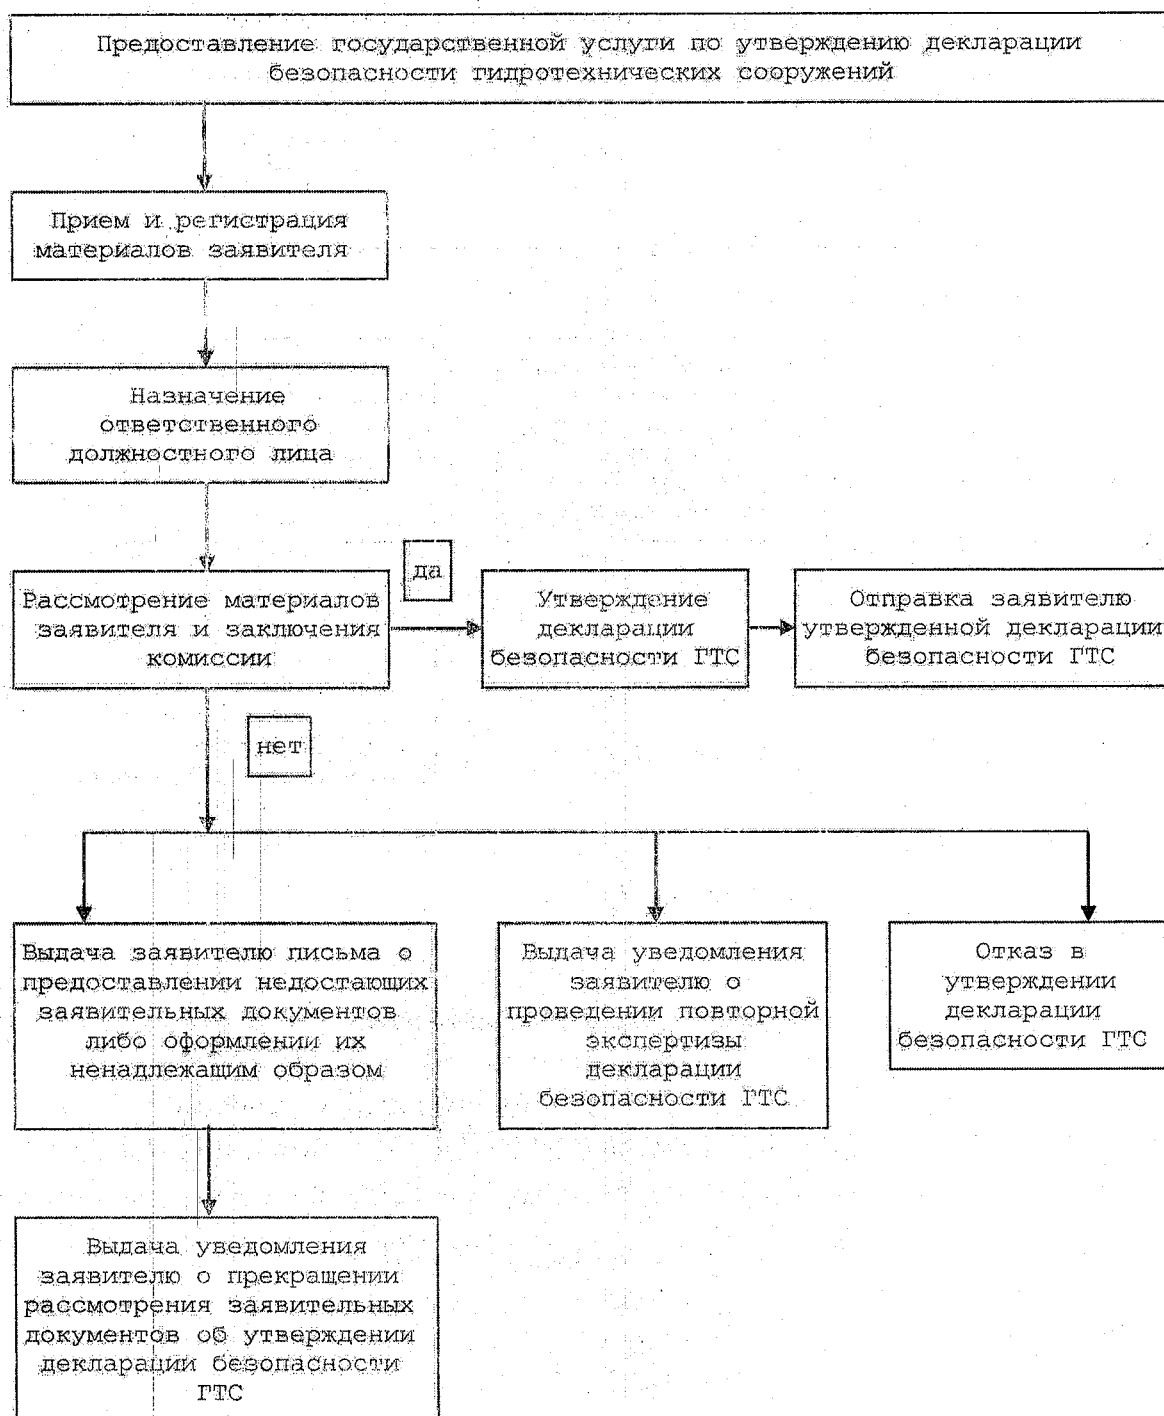 Предоставление государственной услуги по утверждению декларации
безопасности гидротехнических сооружений
Прием и регистрация
материалов заявителя
Назначение
ответственного
должностного лица
да
Рассмотрение материалов
заявителя и заключения
комиссии
Утверждение
декларации
безопасности ГТС
Отправка заявителю
утвержденной декларации
безопасности ГТС
нет
Выдача заявителю письма о
предоставлении недостающих
заявительных документов
либо оформлении их
ненадлежащим образом
Выдача уведомления
заявителю о
проведении повторной
экспертизы
декларации
безопасности ГТС
Отказ в
утверждении
декларации
безопасности ГТС
Выдача уведомления
заявителю о прекращении
рассмотрения заявительных
документов об утверждении
декларации безопасности
ГТС